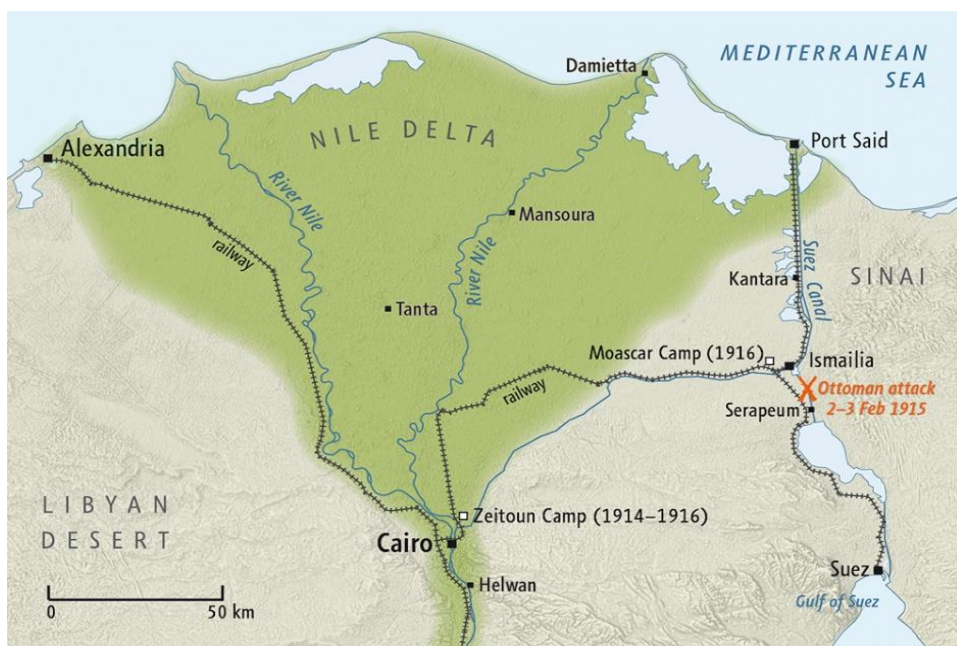 MEDITERRANEAN
SEA
Damietta
NILE DELTA
Alexandria
Port Said
River Nile
Mansoura
River Nile
railway
Suez Canal
Kantara
SINAI
Tanta
Moascar Camp (1916)
Ismailia
railway
Ottoman attack
2–3 Feb 1915
Serapeum
LIBYAN
DESERT
Zeitoun Camp (1914–1916)
Cairo
Suez
Helwan
Gulf of Suez
0 50 km